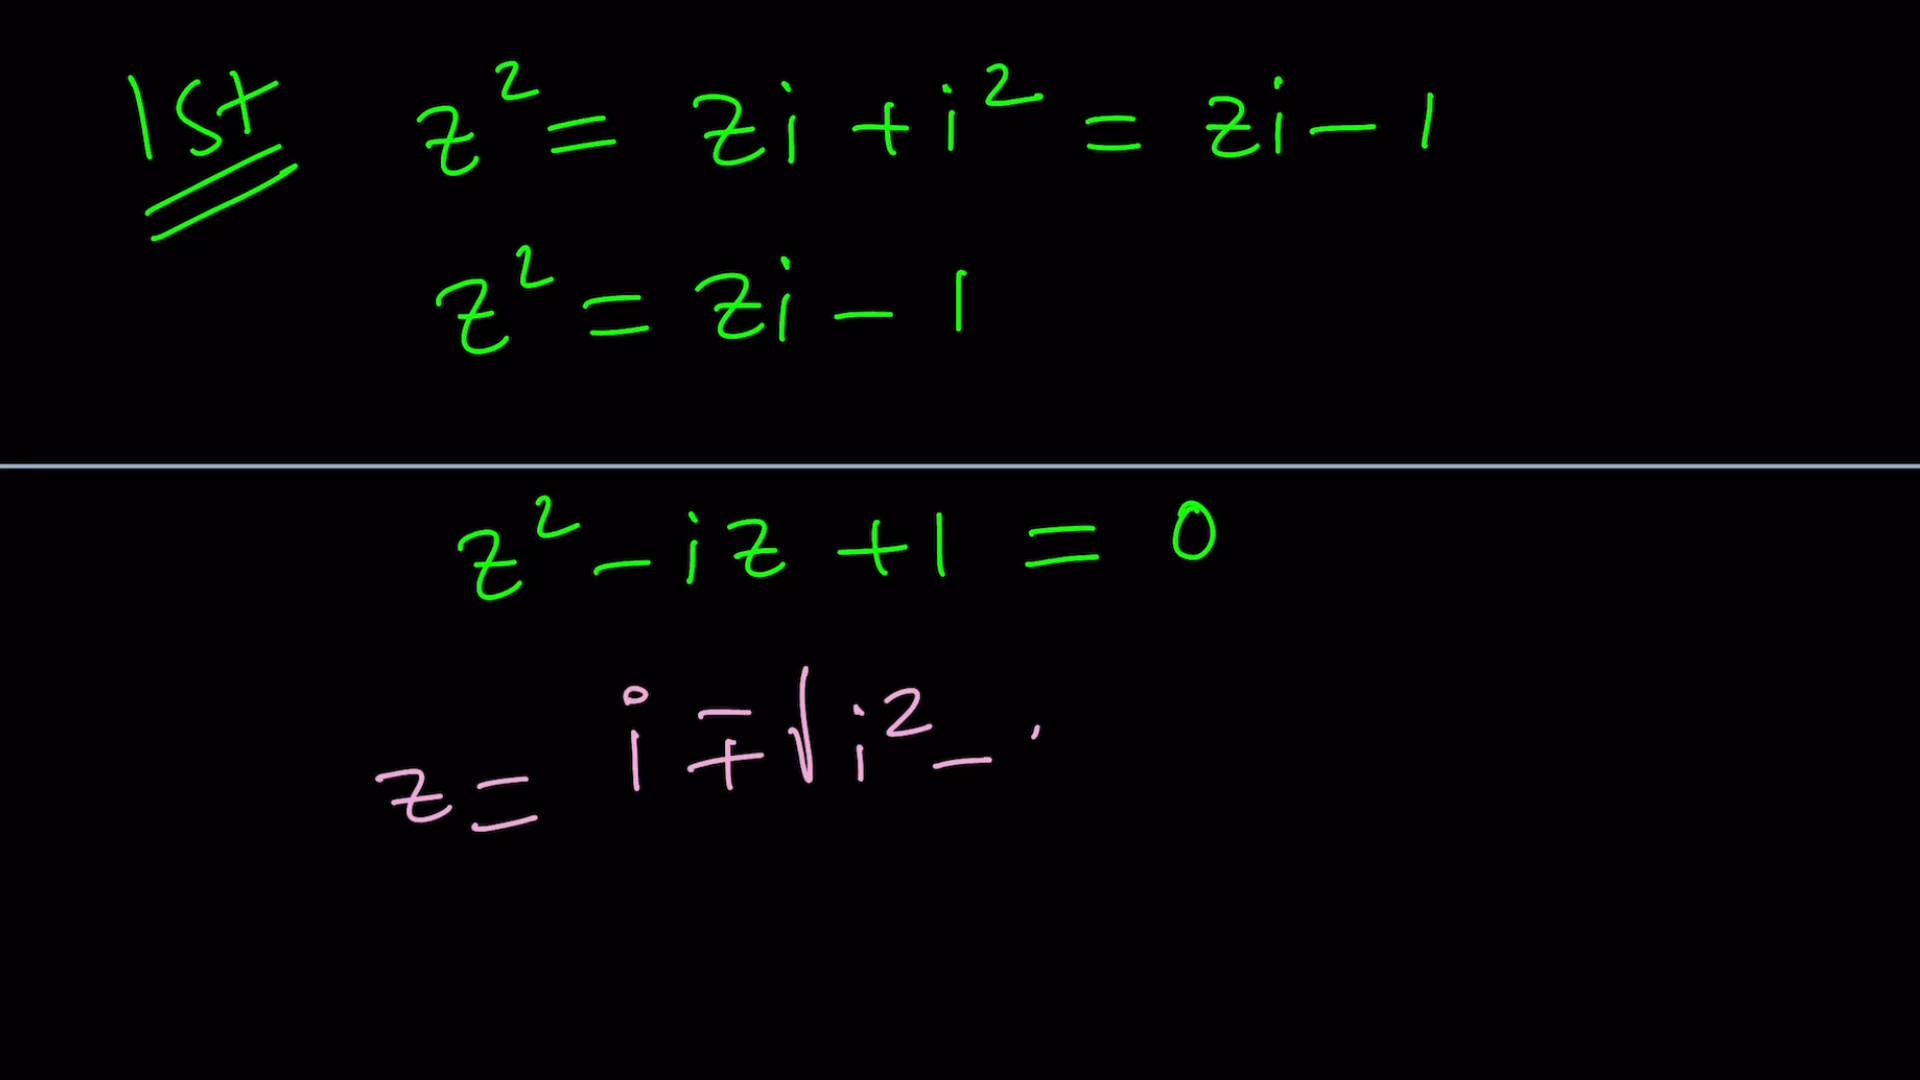 1st z² = zi + i² = zi - 1
z² = zi - 1
z² - iz + 1 = 0
z = i ∓ √i² -